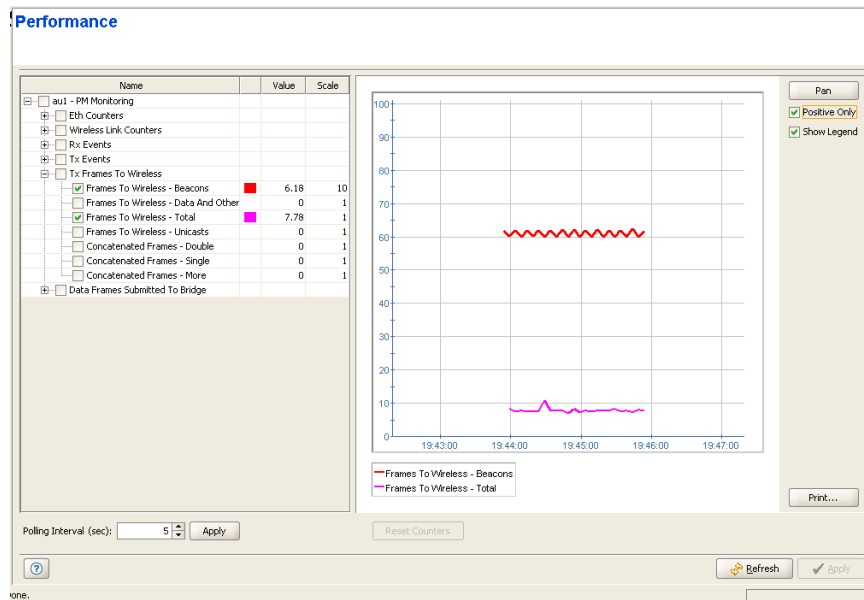 Performance
Name Value Scale
au1 - PM Monitoring
Eth Counters
Wireless Link Counters
Rx Events
Tx Events
Tx Frames To Wireless
Frames To Wireless - Beacons 6.18 10
Frames To Wireless - Data And Other 0 1
Frames To Wireless - Total 7.78 1
Frames To Wireless - Unicasts 0 1
Concatenated Frames - Double 0 1
Concatenated Frames - Single 0 1
Concatenated Frames - More 0 1
Data Frames Submitted To Bridge
100
90
80
70
60
50
40
30
20
10
0
19:43:00 19:44:00 19:45:00 19:46:00 19:47:00
Frames To Wireless - Beacons
Frames To Wireless - Total
Pan
Positive Only
Show Legend
Print...
Polling Interval (sec): 5 Apply
Reset Counters
? Refresh Apply
one.